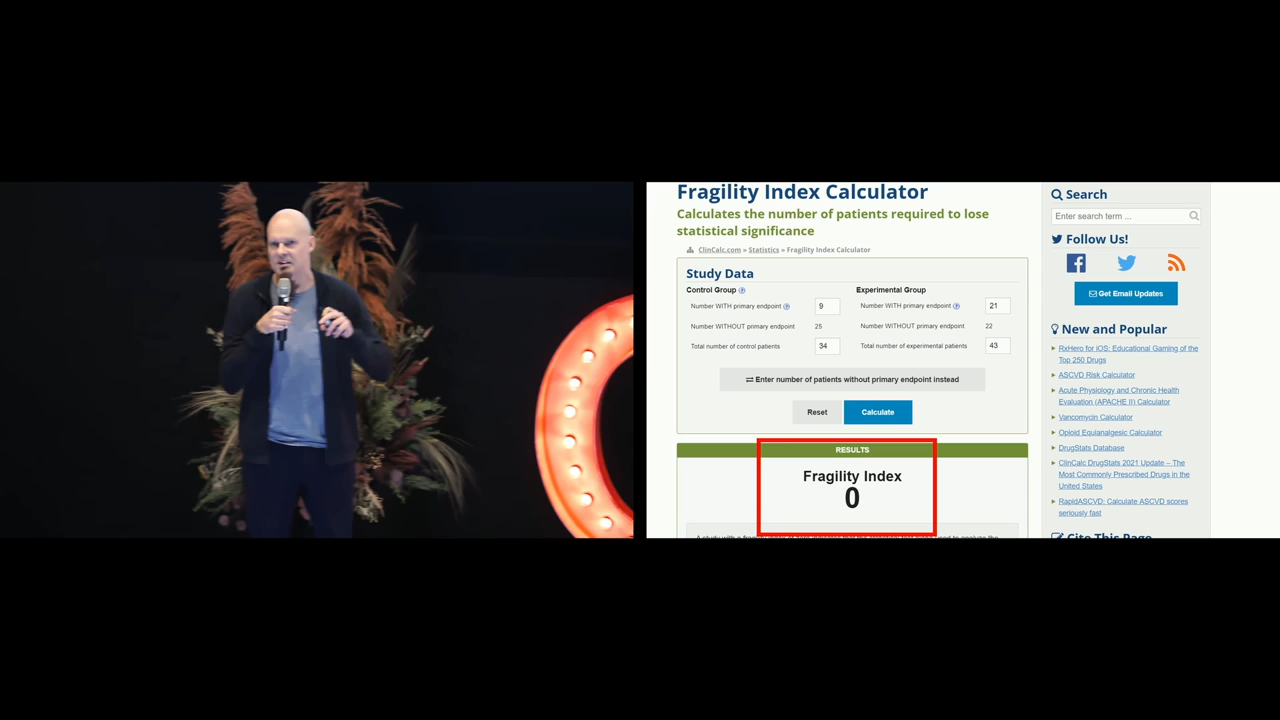 Fragility Index Calculator
Calculates the number of patients required to lose
statistical significance
ClinCalc.com » Statistics » Fragility Index Calculator
Study Data
Control Group
Number WITH primary endpoint
9
Number WITHOUT primary endpoint
25
Total number of control patients
34
Experimental Group
Number WITH primary endpoint
21
Number WITHOUT primary endpoint
22
Total number of experimental patients
43
Enter number of patients without primary endpoint instead
Reset
Calculate
RESULTS
Fragility Index
0
Search
Enter search term ...
Follow Us!
Get Email Updates
New and Popular
RxHero for iOS: Educational Gaming of the
Top 250 Drugs
ASCVD Risk Calculator
Acute Physiology and Chronic Health
Evaluation (APACHE II) Calculator
Vancomycin Calculator
Opioid Equianalgesic Calculator
DrugStats Database
ClinCalc DrugStats 2021 Update – The
Most Commonly Prescribed Drugs in the
United States
RapidASCVD: Calculate ASCVD scores
seriously fast
Cite This Page